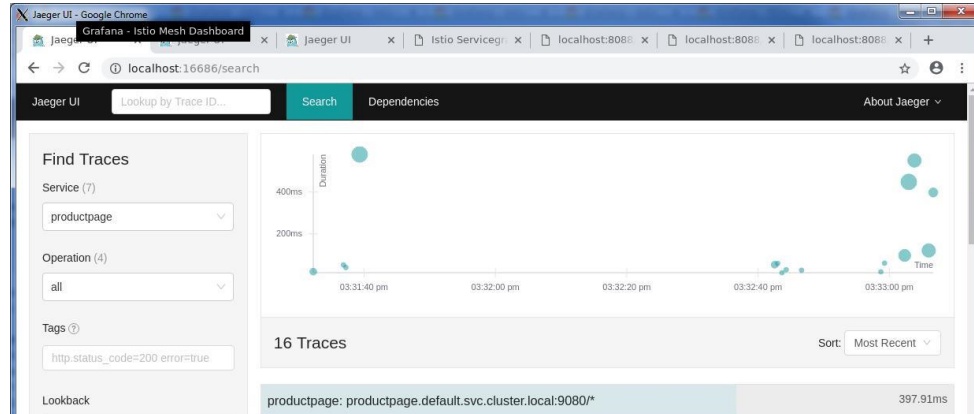 Jaeger UI - Google Chrome
Grafana - Istio Mesh Dashboard
Jaeger UI
Istio Servicegr
localhost:8088
localhost:8088
localhost:8088
localhost:16686/search
Jaeger UI
Lookup by Trace ID...
Search
Dependencies
About Jaeger
Find Traces
Service (7)
productpage
Operation (4)
all
Tags
http.status_code=200 error=true
Lookback
Duration
400ms
200ms
Time
03:31:40 pm
03:32:00 pm
03:32:20 pm
03:32:40 pm
03:33:00 pm
16 Traces
Sort: Most Recent
productpage: productpage.default.svc.cluster.local:9080/*
397.91ms